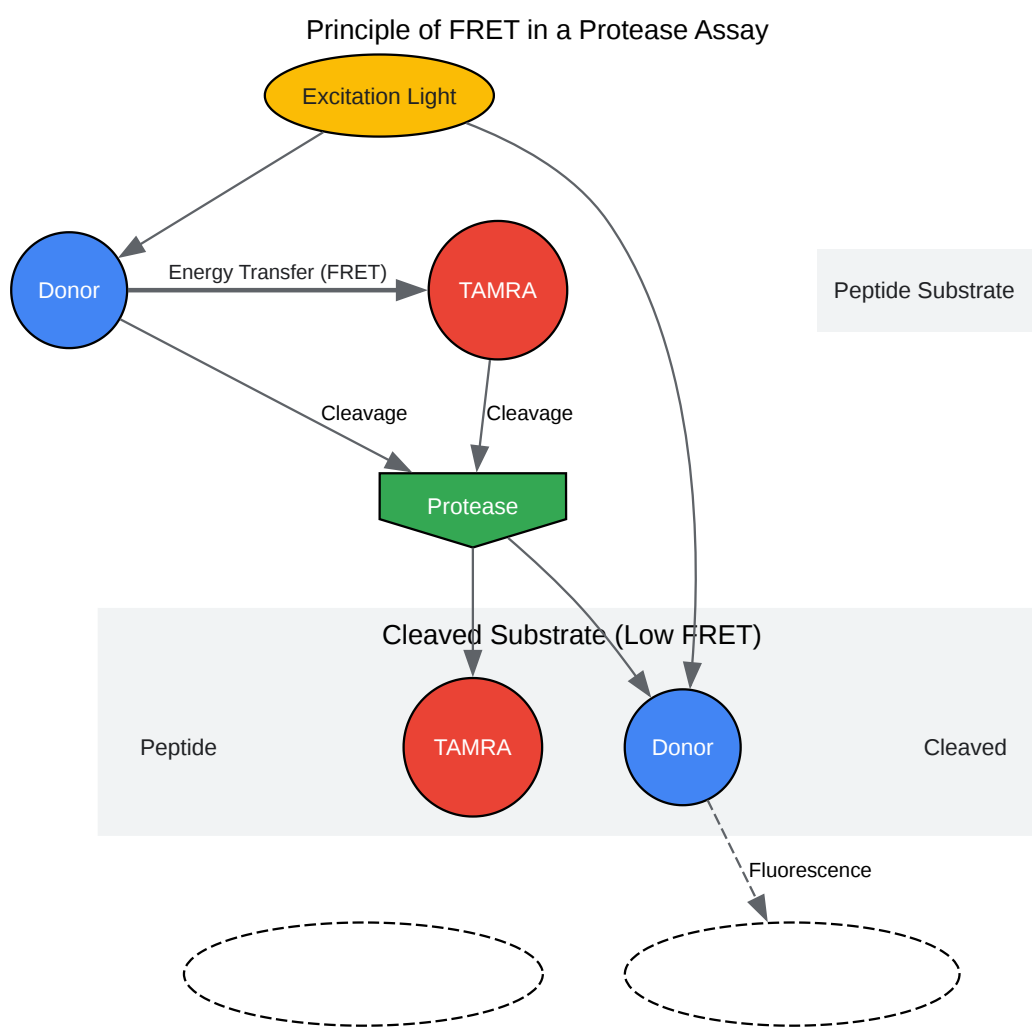 Principle of FRET in a Protease Assay
Excitation Light
Donor
Energy Transfer (FRET)
TAMRA
Peptide Substrate
Cleavage
Cleavage
Protease
Cleaved Substrate (Low FRET)
Peptide
TAMRA
Donor
Cleaved
Fluorescence